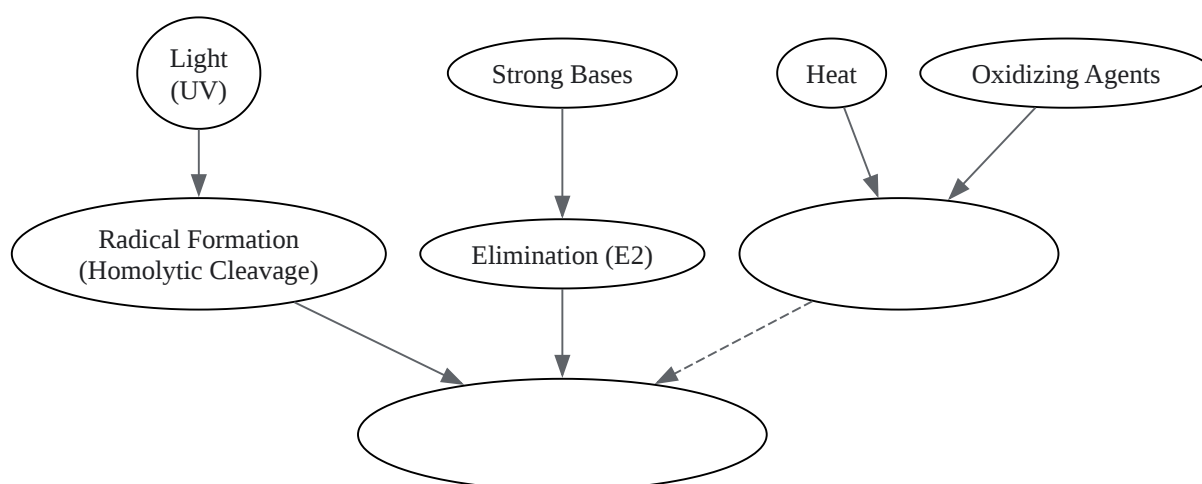 Light
(UV)
Strong Bases
Heat
Oxidizing Agents
Radical Formation
(Homolytic Cleavage)
Elimination (E2)